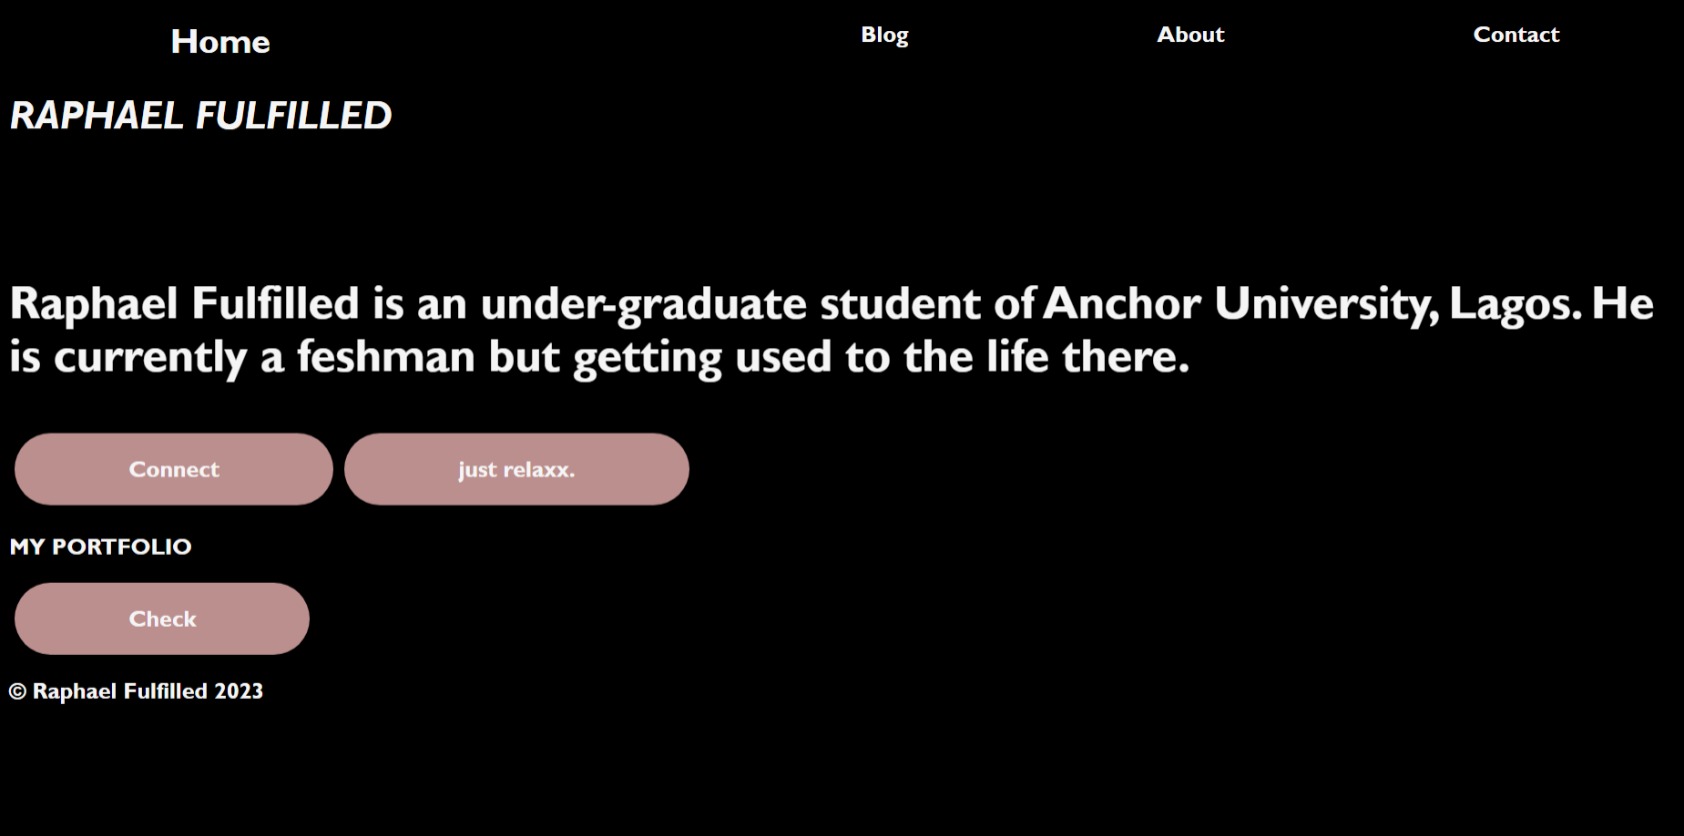 Home Blog About Contact
RAPHAEL FULFILLED
Raphael Fulfilled is an under-graduate student of Anchor University, Lagos. He
is currently a feshman but getting used to the life there.
Connect just relaxx.
MY PORTFOLIO
Check
© Raphael Fulfilled 2023